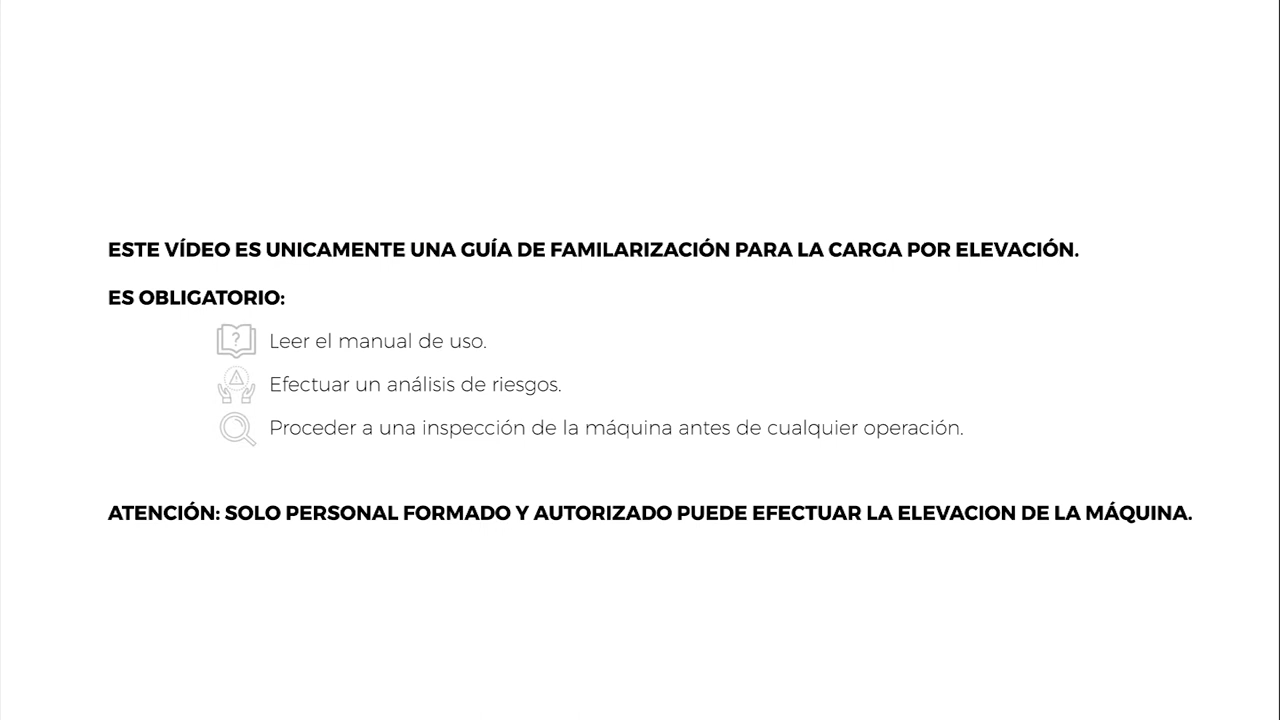 ESTE VÍDEO ES UNICAMENTE UNA GUÍA DE FAMILARIZACIÓN PARA LA CARGA POR ELEVACIÓN.
ES OBLIGATORIO:
Leer el manual de uso.
Efectuar un análisis de riesgos.
Proceder a una inspección de la máquina antes de cualquier operación.
ATENCIÓN: SOLO PERSONAL FORMADO Y AUTORIZADO PUEDE EFECTUAR LA ELEVACION DE LA MÁQUINA.